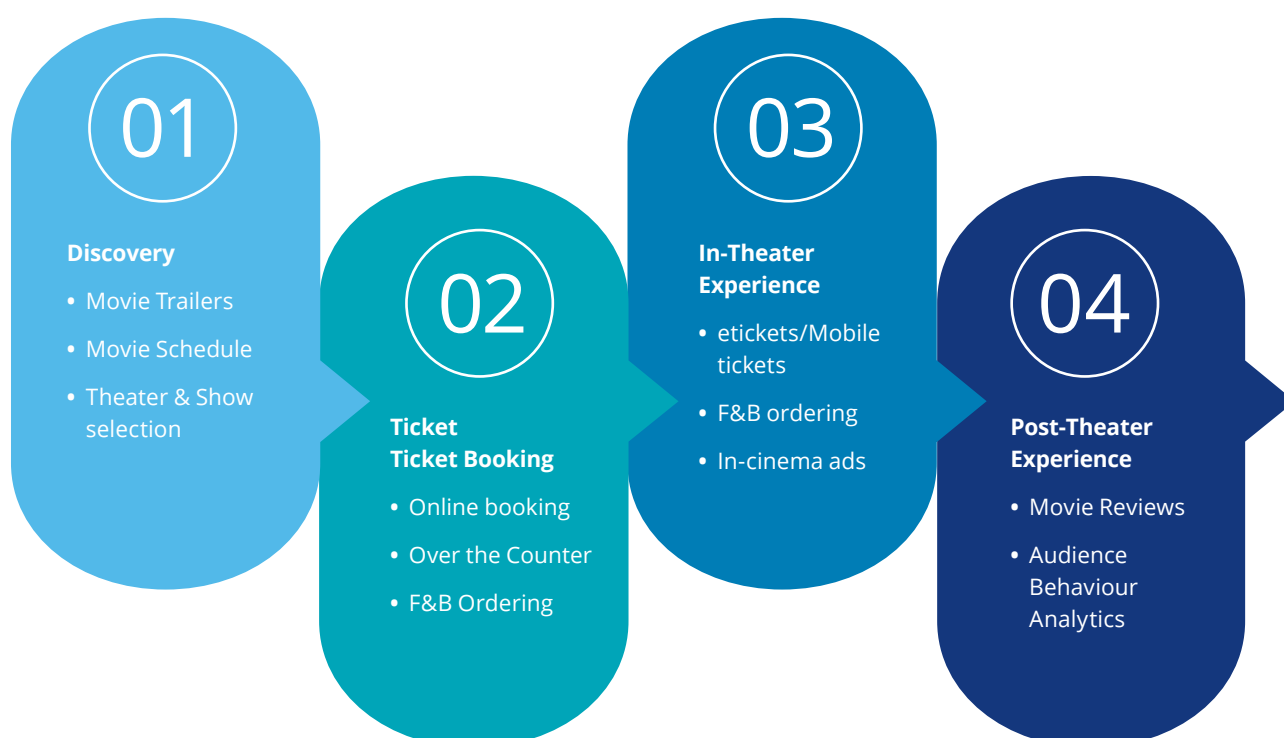 01
Discovery
• Movie Trailers
• Movie Schedule
• Theater & Show
selection
02
Ticket
Ticket Booking
• Online booking
• Over the Counter
• F&B Ordering
03
In-Theater
Experience
• etickets/Mobile
tickets
• F&B ordering
• In-cinema ads
04
Post-Theater
Experience
• Movie Reviews
• Audience
Behaviour
Analytics